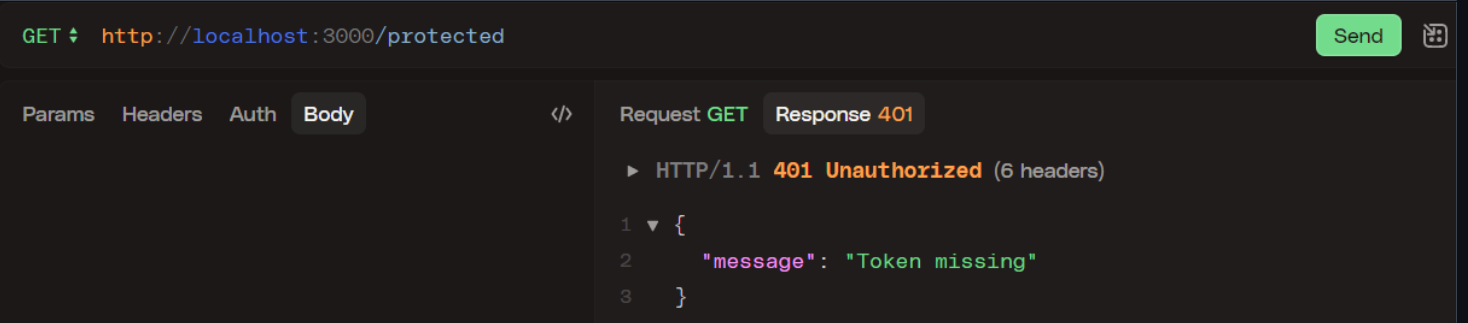 GET http://localhost:3000/protected Send
Params Headers Auth Body </> Request GET Response 401
HTTP/1.1 401 Unauthorized (6 headers)
1 {
2 "message": "Token missing"
3 }